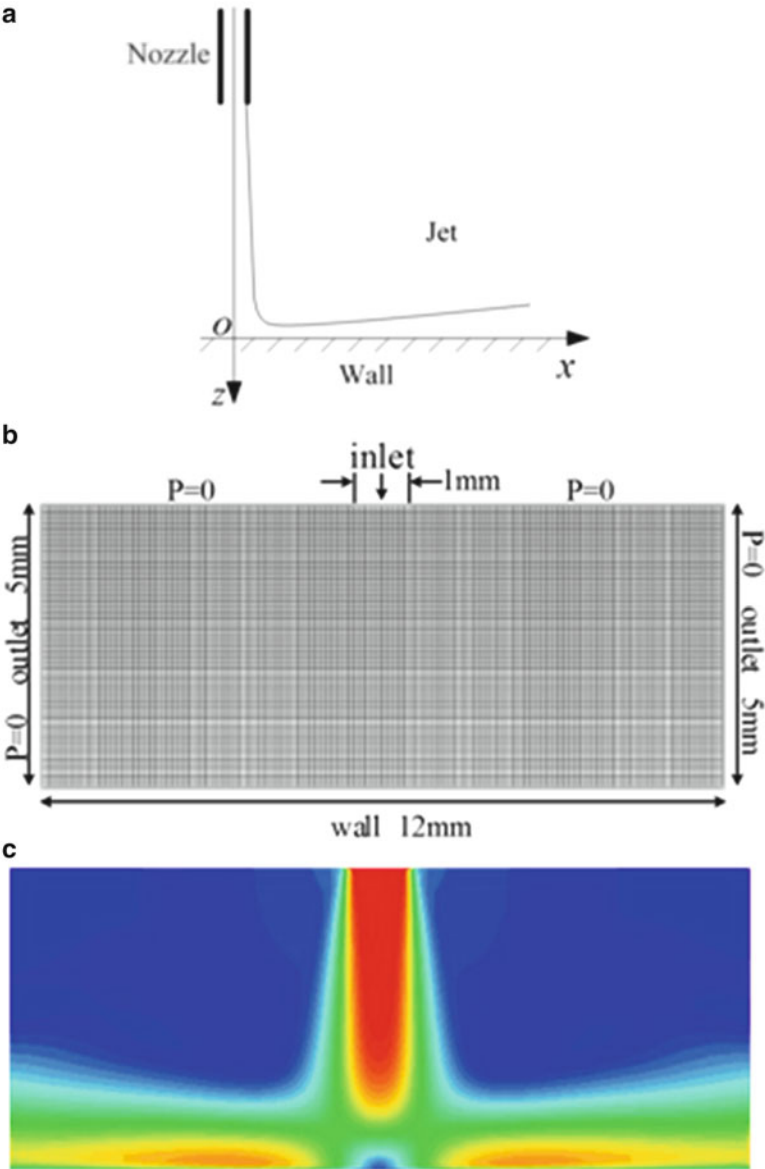 a
Nozzle
Jet
O
Wall
x
z
b
inlet
1mm
P=0
P=0
P=0 outlet 5mm
P=0 outlet 5mm
wall 12mm
c